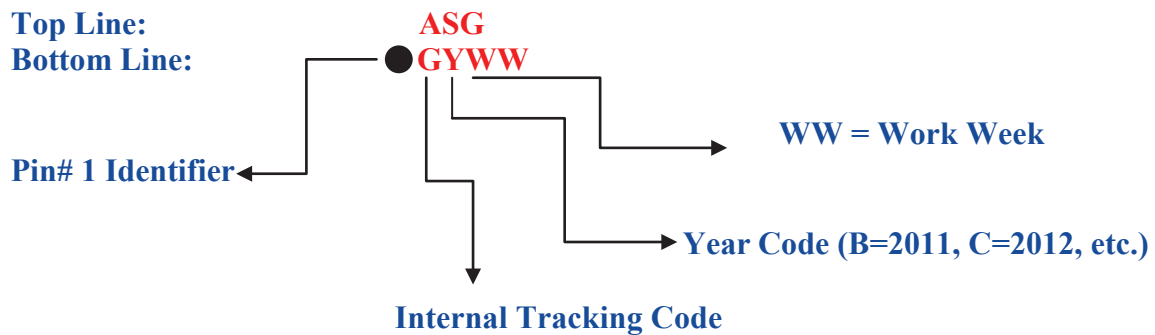 Top Line: ASG
Bottom Line: GYWW
WW = Work Week
Pin# 1 Identifier
Year Code (B=2011, C=2012, etc.)
Internal Tracking Code